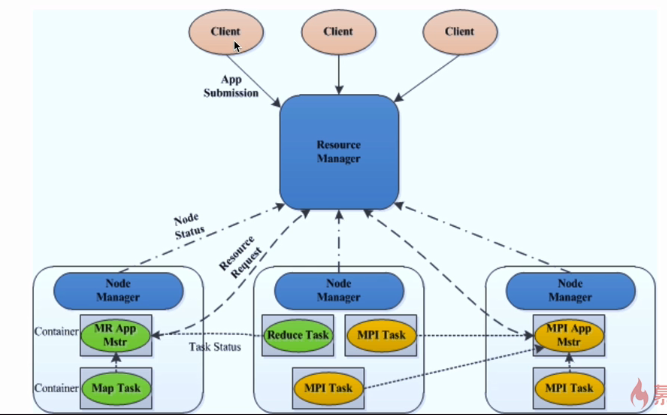 Client
Client
Client
App
Submission
Resource
Manager
Node
Status
Resource
Request
Node
Manager
Node
Manager
Node
Manager
Container
MR App
Mstr
Reduce Task
MPI Task
MPI App
Mstr
Task Status
Container
Map Task
MPI Task
MPI Task